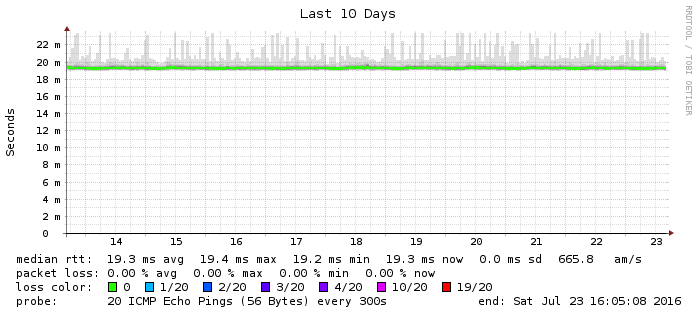 Last 10 Days
RRDTOOL / TOBI OETIKER
Seconds
22 m
20 m
18 m
16 m
14 m
12 m
10 m
8 m
6 m
4 m
2 m
0
14 15 16 17 18 19 20 21 22 23
median rtt: 19.3 ms avg 19.4 ms max 19.2 ms min 19.3 ms now 0.0 ms sd 665.8 am/s
packet loss: 0.00 % avg 0.00 % max 0.00 % min 0.00 % now
loss color: 0 1/20 2/20 3/20 4/20 10/20 19/20
probe: 20 ICMP Echo Pings (56 Bytes) every 300s end: Sat Jul 23 16:05:08 2016